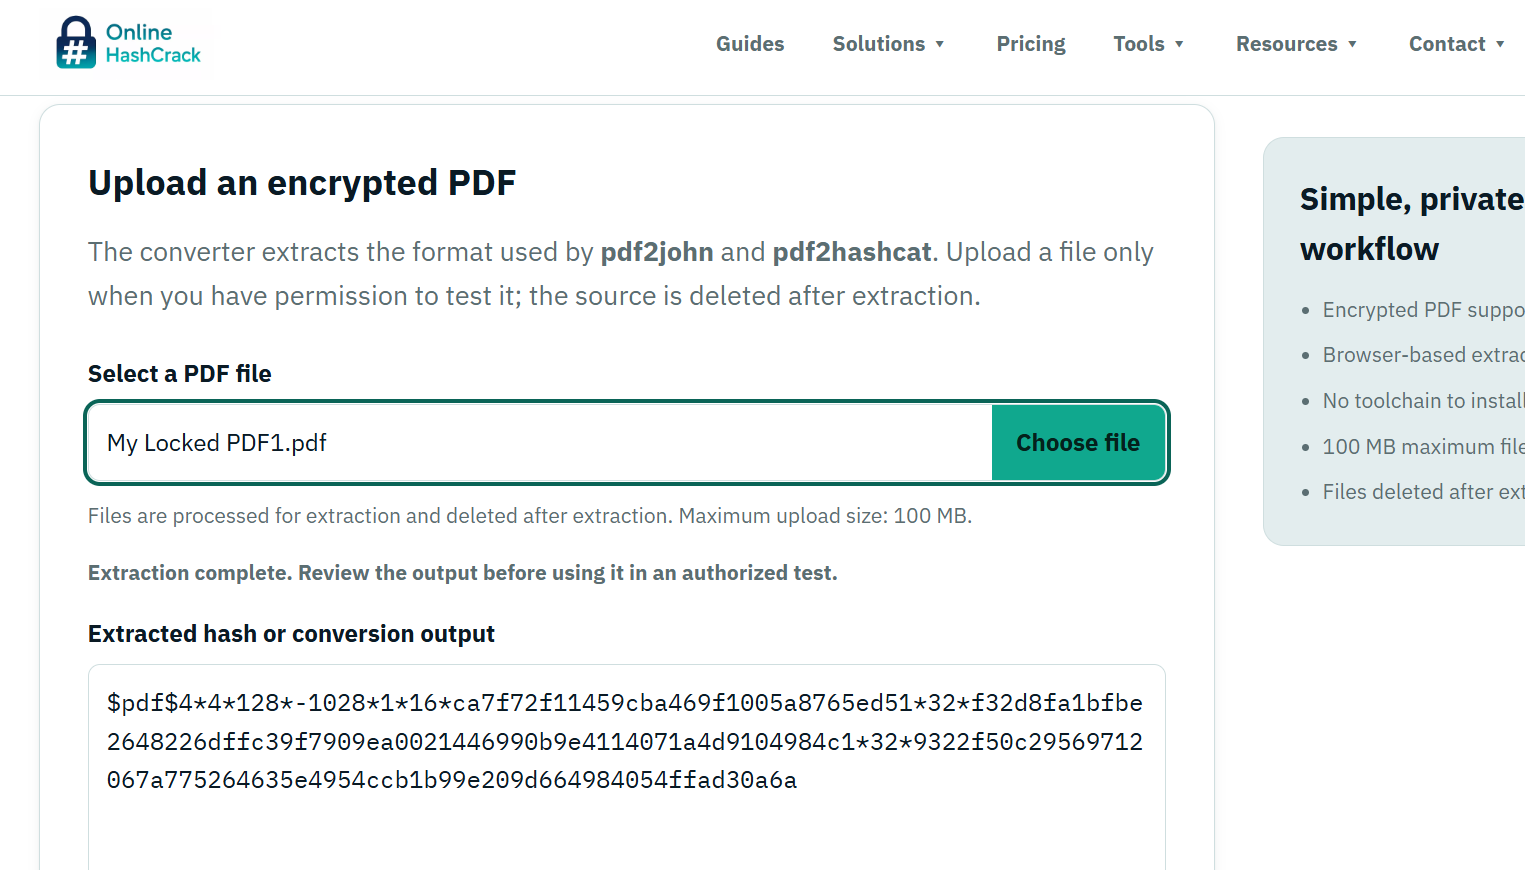 Online
HashCrack
Guides Solutions ▼ Pricing Tools ▼ Resources ▼ Contact ▼
Upload an encrypted PDF
The converter extracts the format used by pdf2john and pdf2hashcat. Upload a file only
when you have permission to test it; the source is deleted after extraction.
Select a PDF file
My Locked PDF1.pdf Choose file
Files are processed for extraction and deleted after extraction. Maximum upload size: 100 MB.
Extraction complete. Review the output before using it in an authorized test.
Extracted hash or conversion output
$pdf$4*4*128*-1028*1*16*ca7f72f11459cba469f1005a8765ed51*32*f32d8fa1bfbe
2648226dffc39f7909ea0021446990b9e4114071a4d9104984c1*32*9322f50c29569712
067a775264635e4954ccb1b99e209d664984054ffad30a6a
Simple, private
workflow
• Encrypted PDF suppo
• Browser-based extrac
• No toolchain to install
• 100 MB maximum file
• Files deleted after ext